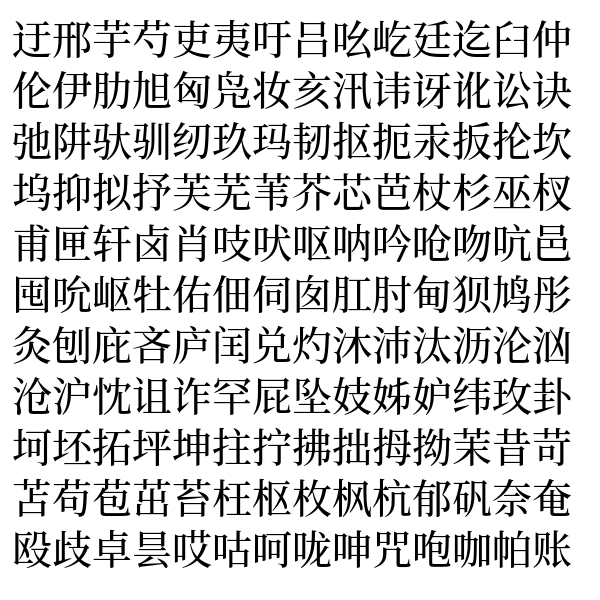 迂邢芋芍吏夷吁吕吆屹廷迄臼仲
伦伊肋旭匈凫妆亥汛讳讶讹讼诀
弛阱驮驯纫玖玛韧抠扼汞扳抡坎
坞抑拟抒芙芜苇芥芯芭杖杉巫杈
甫匣轩卤肖吱吠呕呐吟呛吻吭邑
囤吮岖牡佑佃伺囱肛肘甸狈鸠彤
灸刨庇吝庐闰兑灼沐沛汰沥沦汹
沧沪忱诅诈罕屁坠妓姊妒纬玫卦
坷坯拓坪坤拄拧拂拙拇拗茉昔苛
苫苟苞茁苔枉枢枚枫杭郁矾奈奄
殴歧卓昙哎咕呵咙呻咒咆咖帕账